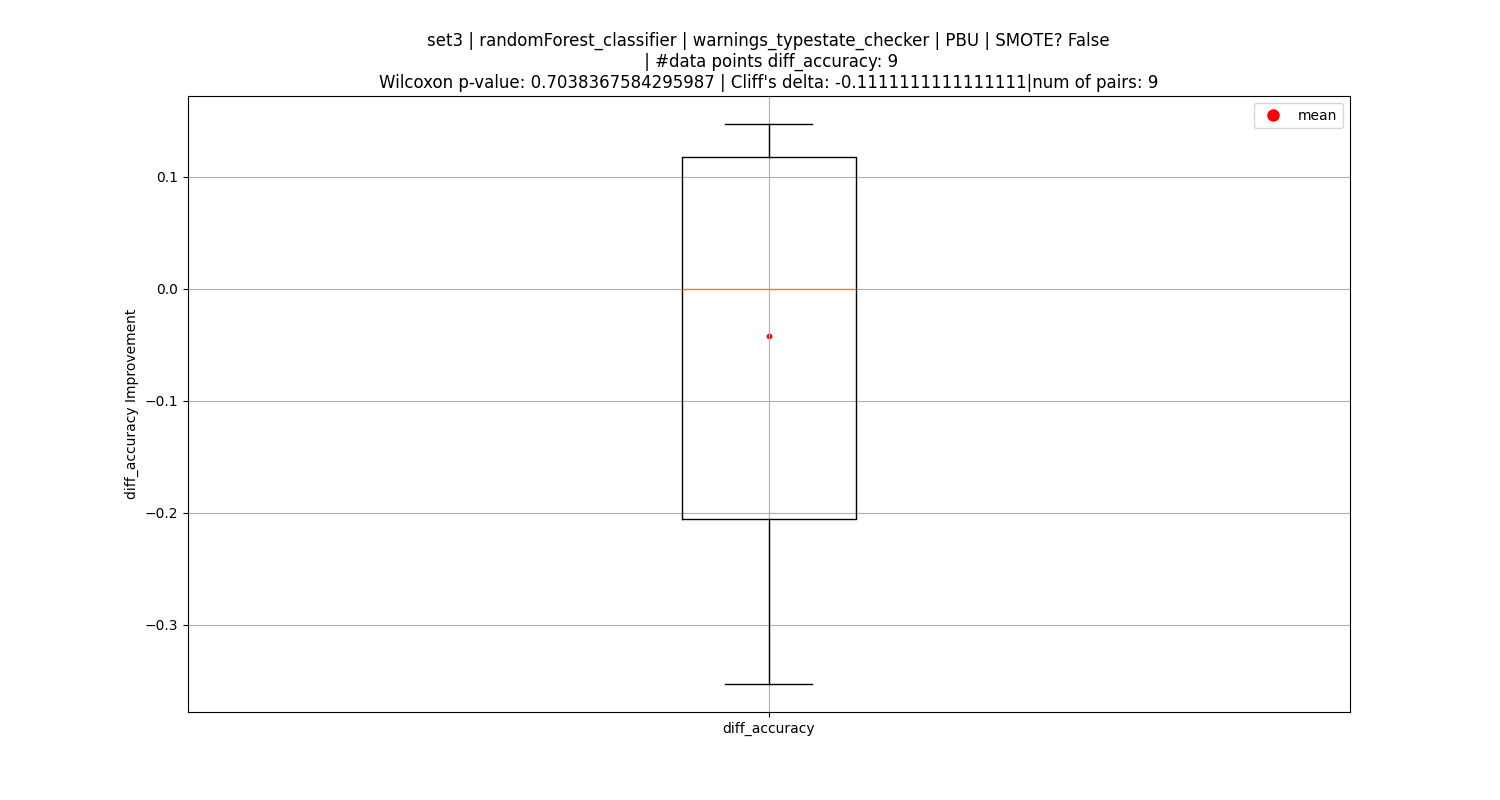 set3 | randomForest_classifier | warnings_typestate_checker | PBU | SMOTE? False
| #data points diff_accuracy: 9
Wilcoxon p-value: 0.7038367584295987 | Cliff's delta: -0.1111111111111111|num of pairs: 9
mean
0.1
0.0
−0.1
−0.2
−0.3
diff_accuracy Improvement
diff_accuracy